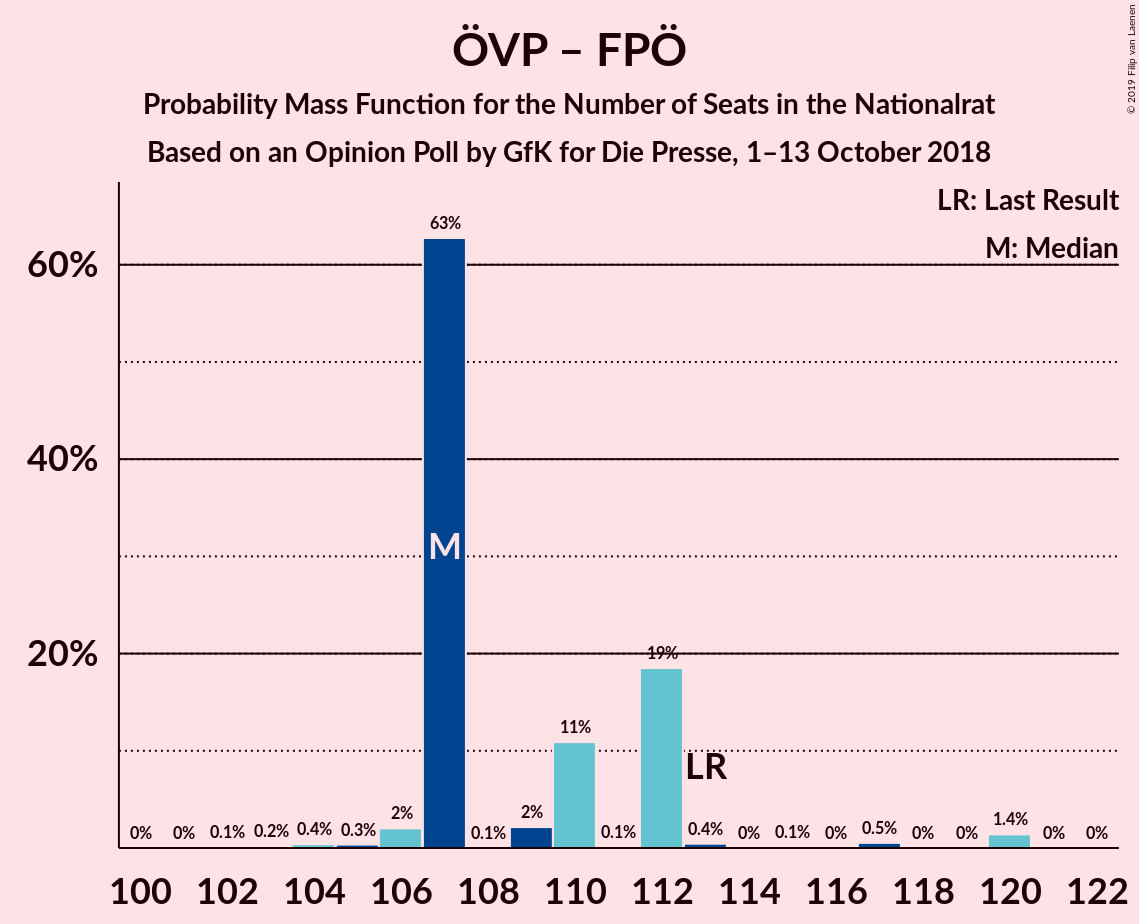 ÖVP – FPÖ
Probability Mass Function for the Number of Seats in the Nationalrat
Based on an Opinion Poll by GfK for Die Presse, 1–13 October 2018
© 2019 Filip van Laenen
LR: Last Result
M: Median
60%
40%
20%
0% 0% 0.1% 0.2% 0.4% 0.3% 2% 63% 0.1% 2% 11% 0.1% 19% 0.4% 0% 0.1% 0% 0.5% 0% 0% 1.4% 0% 0%
M
LR
100 102 104 106 108 110 112 114 116 118 120 122